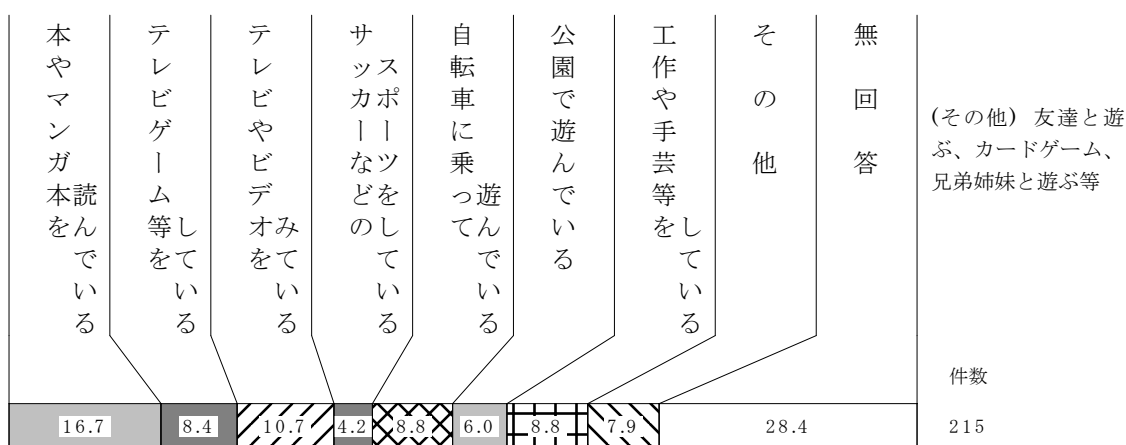 本やマンガ本を読んでいる
テレビゲーム等をしている
テレビやビデオをみている
サッカーなどのスポーツをしている
自転車に乗って遊んでいる
公園で遊んでいる
工作や手芸等をしている
その他
無回答
(その他) 友達と遊
ぶ、カードゲーム、
兄弟姉妹と遊ぶ等
件数
16.7 8.4 10.7 4.2 8.8 6.0 8.8 7.9 28.4 215